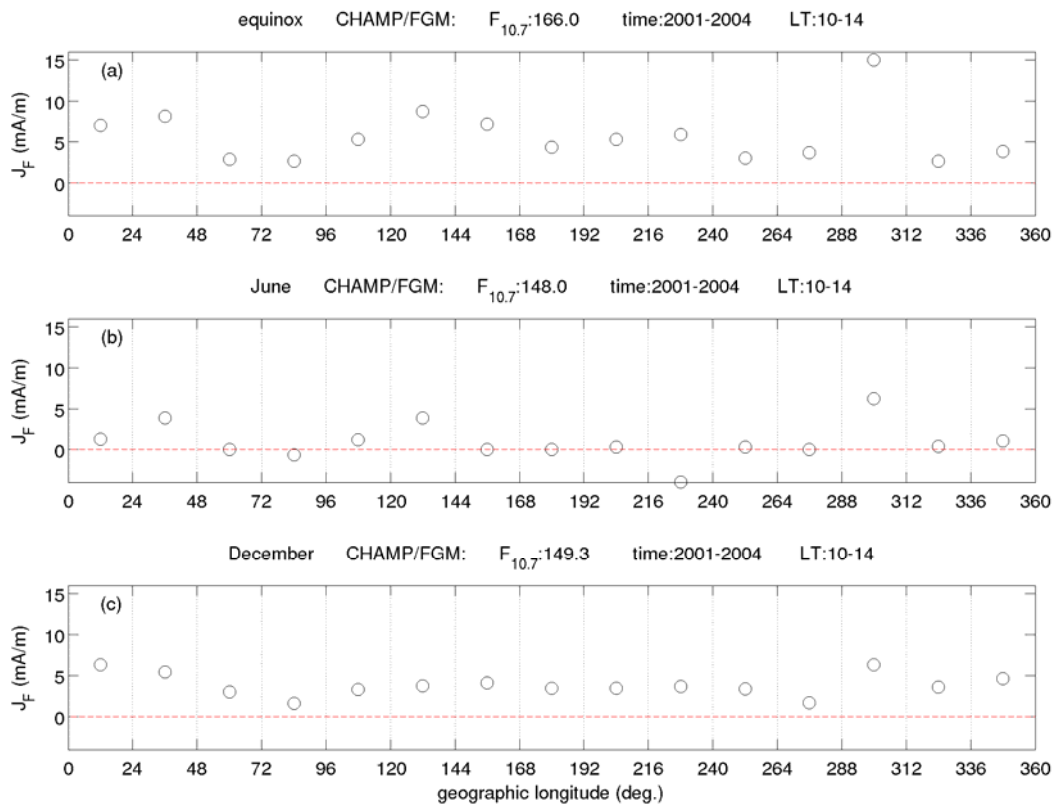 equinox CHAMP/FGM: F10.7:166.0 time:2001-2004 LT:10-14
(a)
15
10
5
0
JF (mA/m)
0 24 48 72 96 120 144 168 192 216 240 264 288 312 336 360
June CHAMP/FGM: F10.7:148.0 time:2001-2004 LT:10-14
(b)
15
10
5
0
JF (mA/m)
0 24 48 72 96 120 144 168 192 216 240 264 288 312 336 360
December CHAMP/FGM: F10.7:149.3 time:2001-2004 LT:10-14
(c)
15
10
5
0
JF (mA/m)
0 24 48 72 96 120 144 168 192 216 240 264 288 312 336 360
geographic longitude (deg.)